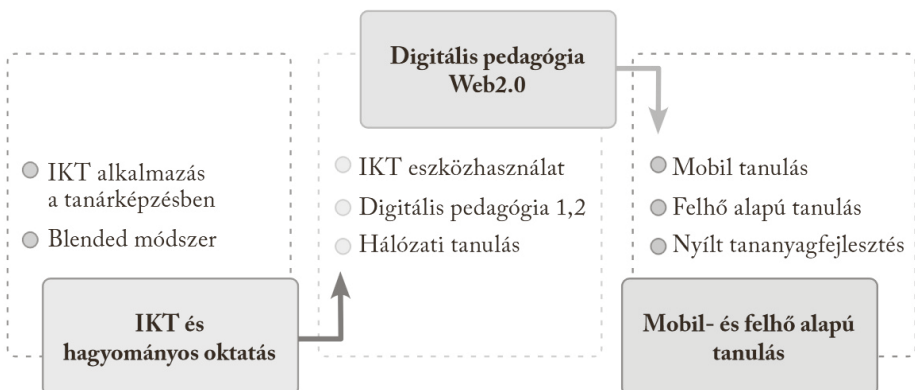 IKT alkalmazás
a tanárképzésben
Blended módszer
IKT és
hagyományos oktatás
Digitális pedagógia
Web2.0
IKT eszközhasználat
Digitális pedagógia 1,2
Hálózati tanulás
Mobil tanulás
Felhő alapú tanulás
Nyílt tananyagfejlesztés
Mobil- és felhő alapú
tanulás